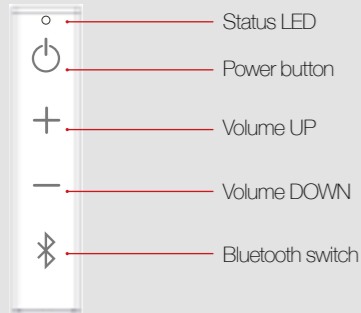 Status LED
Power button
Volume UP
Volume DOWN
Bluetooth switch